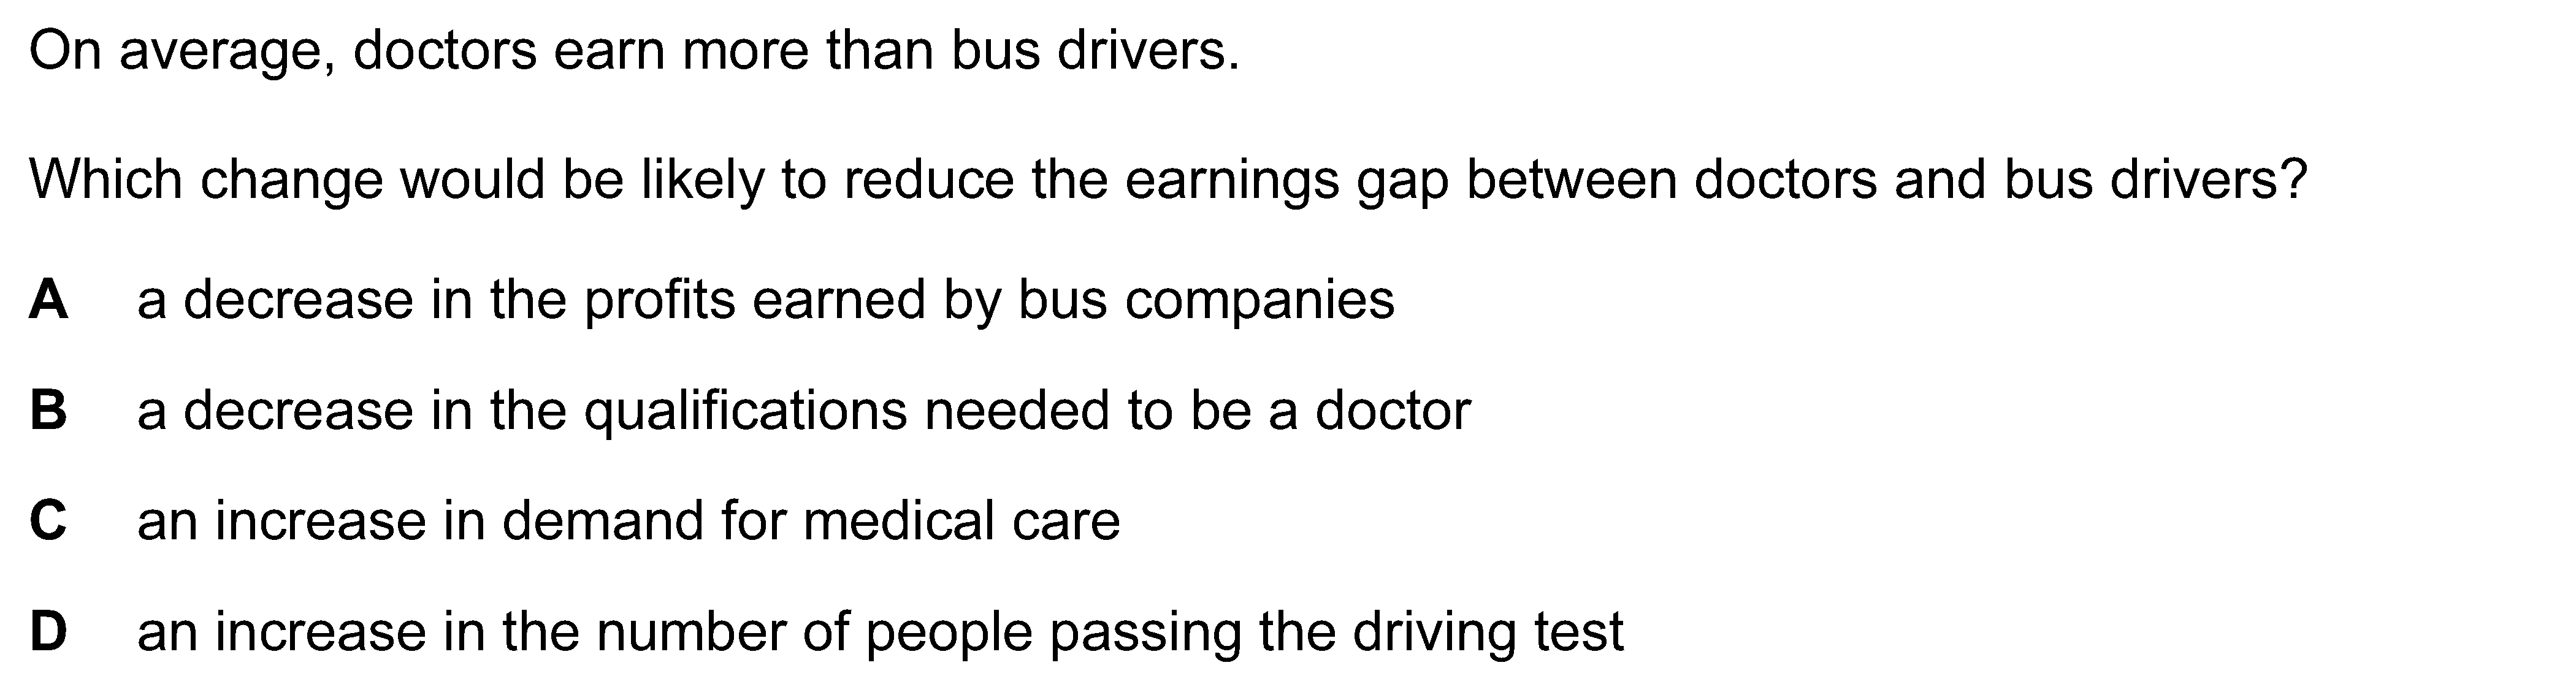 On average, doctors earn more than bus drivers.
Which change would be likely to reduce the earnings gap between doctors and bus drivers?
A a decrease in the profits earned by bus companies
B a decrease in the qualifications needed to be a doctor
C an increase in demand for medical care
D an increase in the number of people passing the driving test